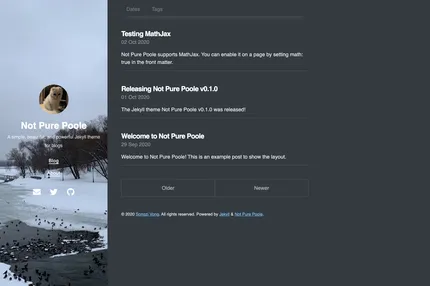 Dates Tags
Testing MathJax
02 Oct 2020
Not Pure Poole supports MathJax. You can enable it on a page by setting math:
true in the front matter.
Releasing Not Pure Poole v0.1.0
01 Oct 2020
The Jekyll theme Not Pure Poole v0.1.0 was released!
Welcome to Not Pure Poole
29 Sep 2020
Welcome to Not Pure Poole! This is an example post to show the layout.
Older Newer
© 2020 Vong. All rights reserved. Powered by Jekyll & Not Pure Poole.
Not Pure Poole
A simple, and powerful Jekyll theme
for blogs
Blog